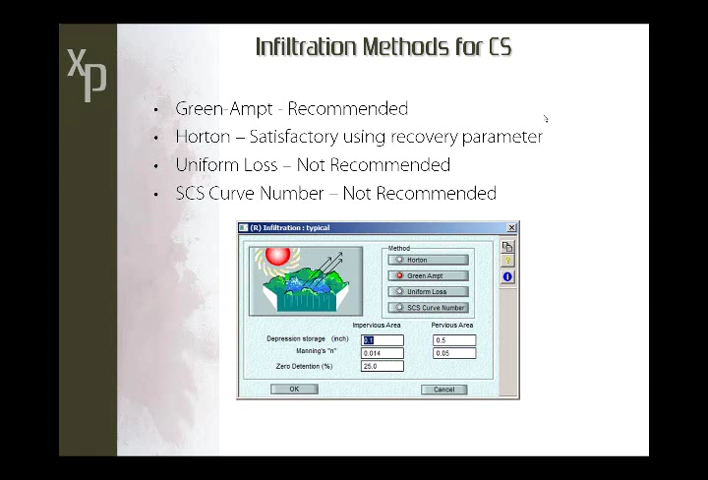 xp
Infiltration Methods for CS
• Green-Ampt - Recommended
• Horton – Satisfactory using recovery parameter
• Uniform Loss – Not Recommended
• SCS Curve Number – Not Recommended
(R) Infiltration : typical
Method
Horton
Green Ampt
Uniform Loss
SCS Curve Number
Impervious Area Pervious Area
Depression storage (inch) 0.1 0.5
Manning's "n" 0.014 0.05
Zero Detention (%) 25.0
OK Cancel